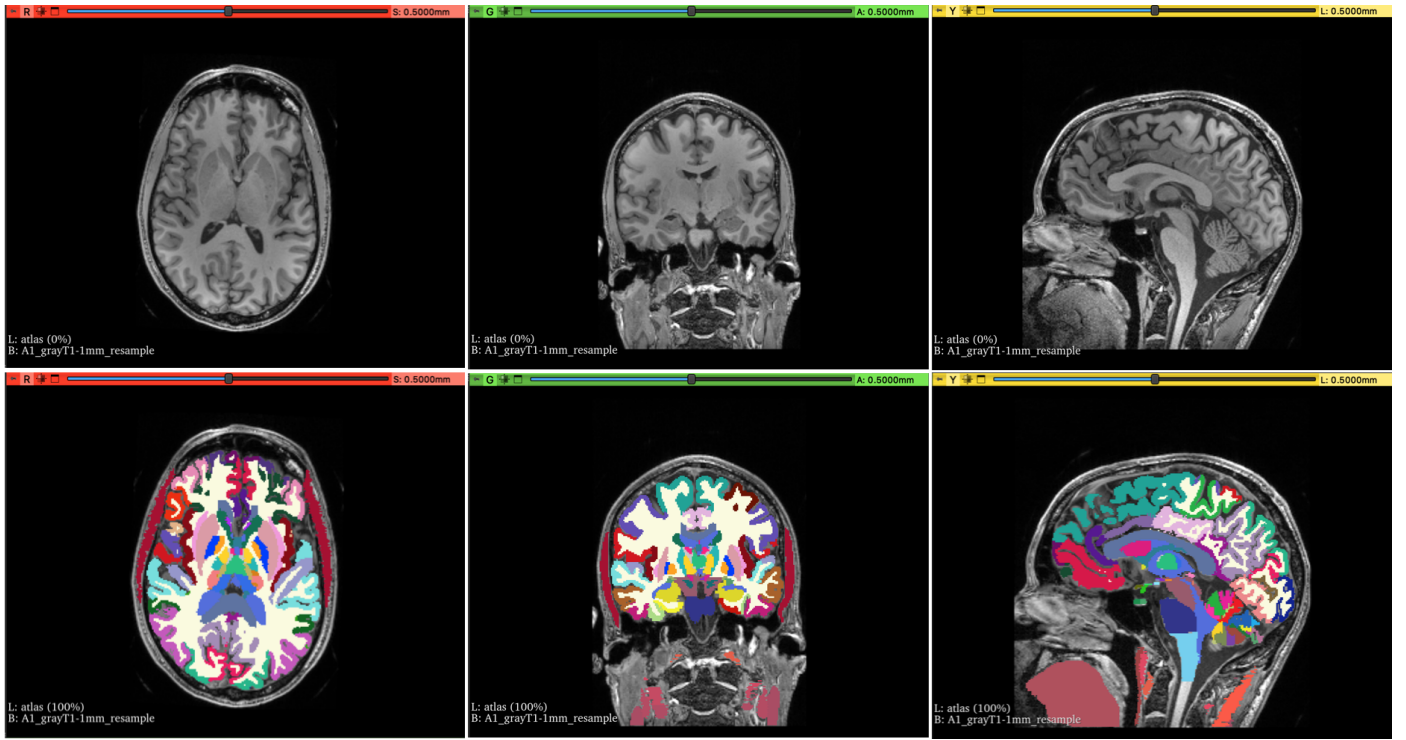 R S: 0.5000mm
G A: 0.5000mm
Y L: 0.5000mm
L: atlas (0%)
B: A1_grayT1-1mm_resample
L: atlas (0%)
B: A1_grayT1-1mm_resample
L: atlas (0%)
B: A1_grayT1-1mm_resample
R S: 0.5000mm
G A: 0.5000mm
Y L: 0.5000mm
L: atlas (100%)
B: A1_grayT1-1mm_resample
L: atlas (100%)
B: A1_grayT1-1mm_resample
L: atlas (100%)
B: A1_grayT1-1mm_resample